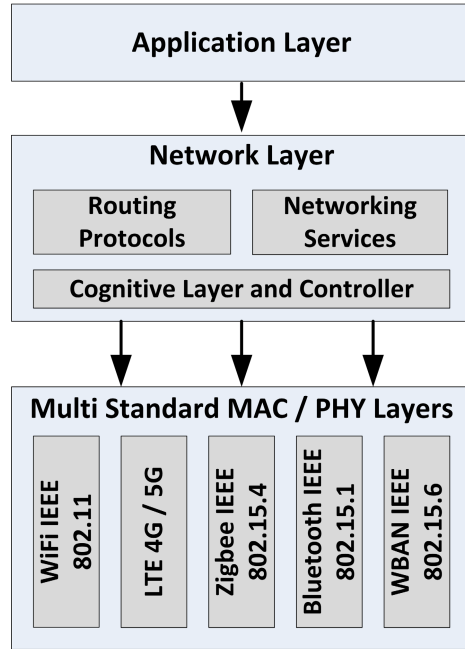 Application Layer
Network Layer
Routing
Protocols
Networking
Services
Cognitive Layer and Controller
Multi Standard MAC / PHY Layers
WiFi IEEE
802.11
LTE 4G / 5G
Zigbee IEEE
802.15.4
Bluetooth IEEE
802.15.1
WBAN IEEE
802.15.6